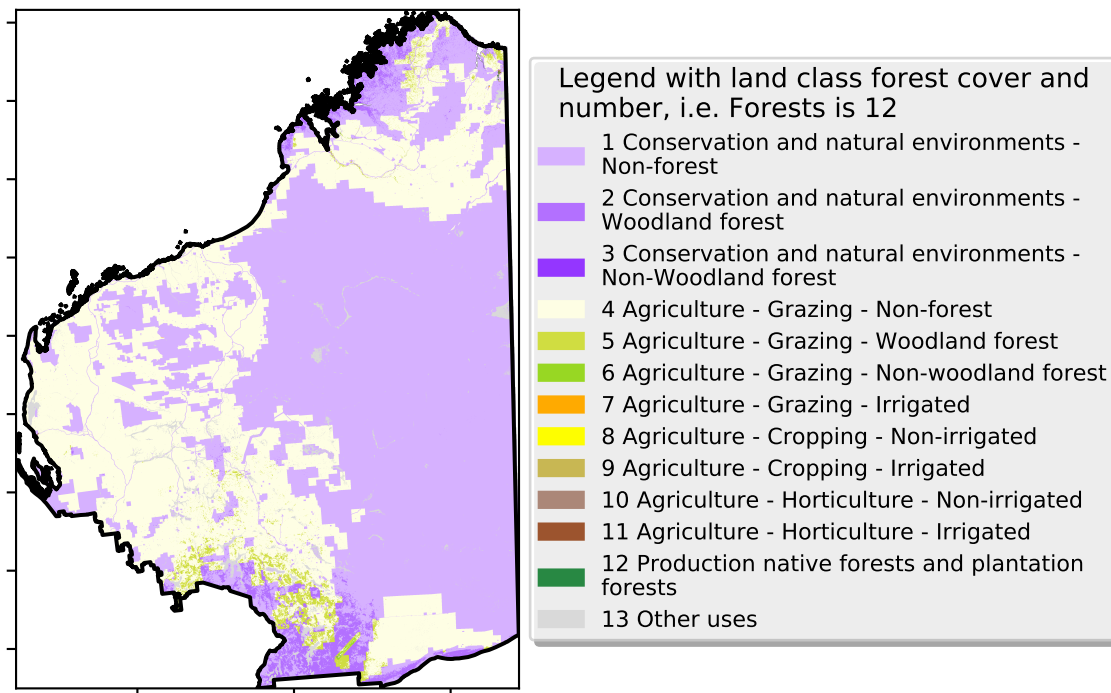 Legend with land class forest cover and
number, i.e. Forests is 12
1 Conservation and natural environments -
Non-forest
2 Conservation and natural environments -
Woodland forest
3 Conservation and natural environments -
Non-Woodland forest
4 Agriculture - Grazing - Non-forest
5 Agriculture - Grazing - Woodland forest
6 Agriculture - Grazing - Non-woodland forest
7 Agriculture - Grazing - Irrigated
8 Agriculture - Cropping - Non-irrigated
9 Agriculture - Cropping - Irrigated
10 Agriculture - Horticulture - Non-irrigated
11 Agriculture - Horticulture - Irrigated
12 Production native forests and plantation
forests
13 Other uses